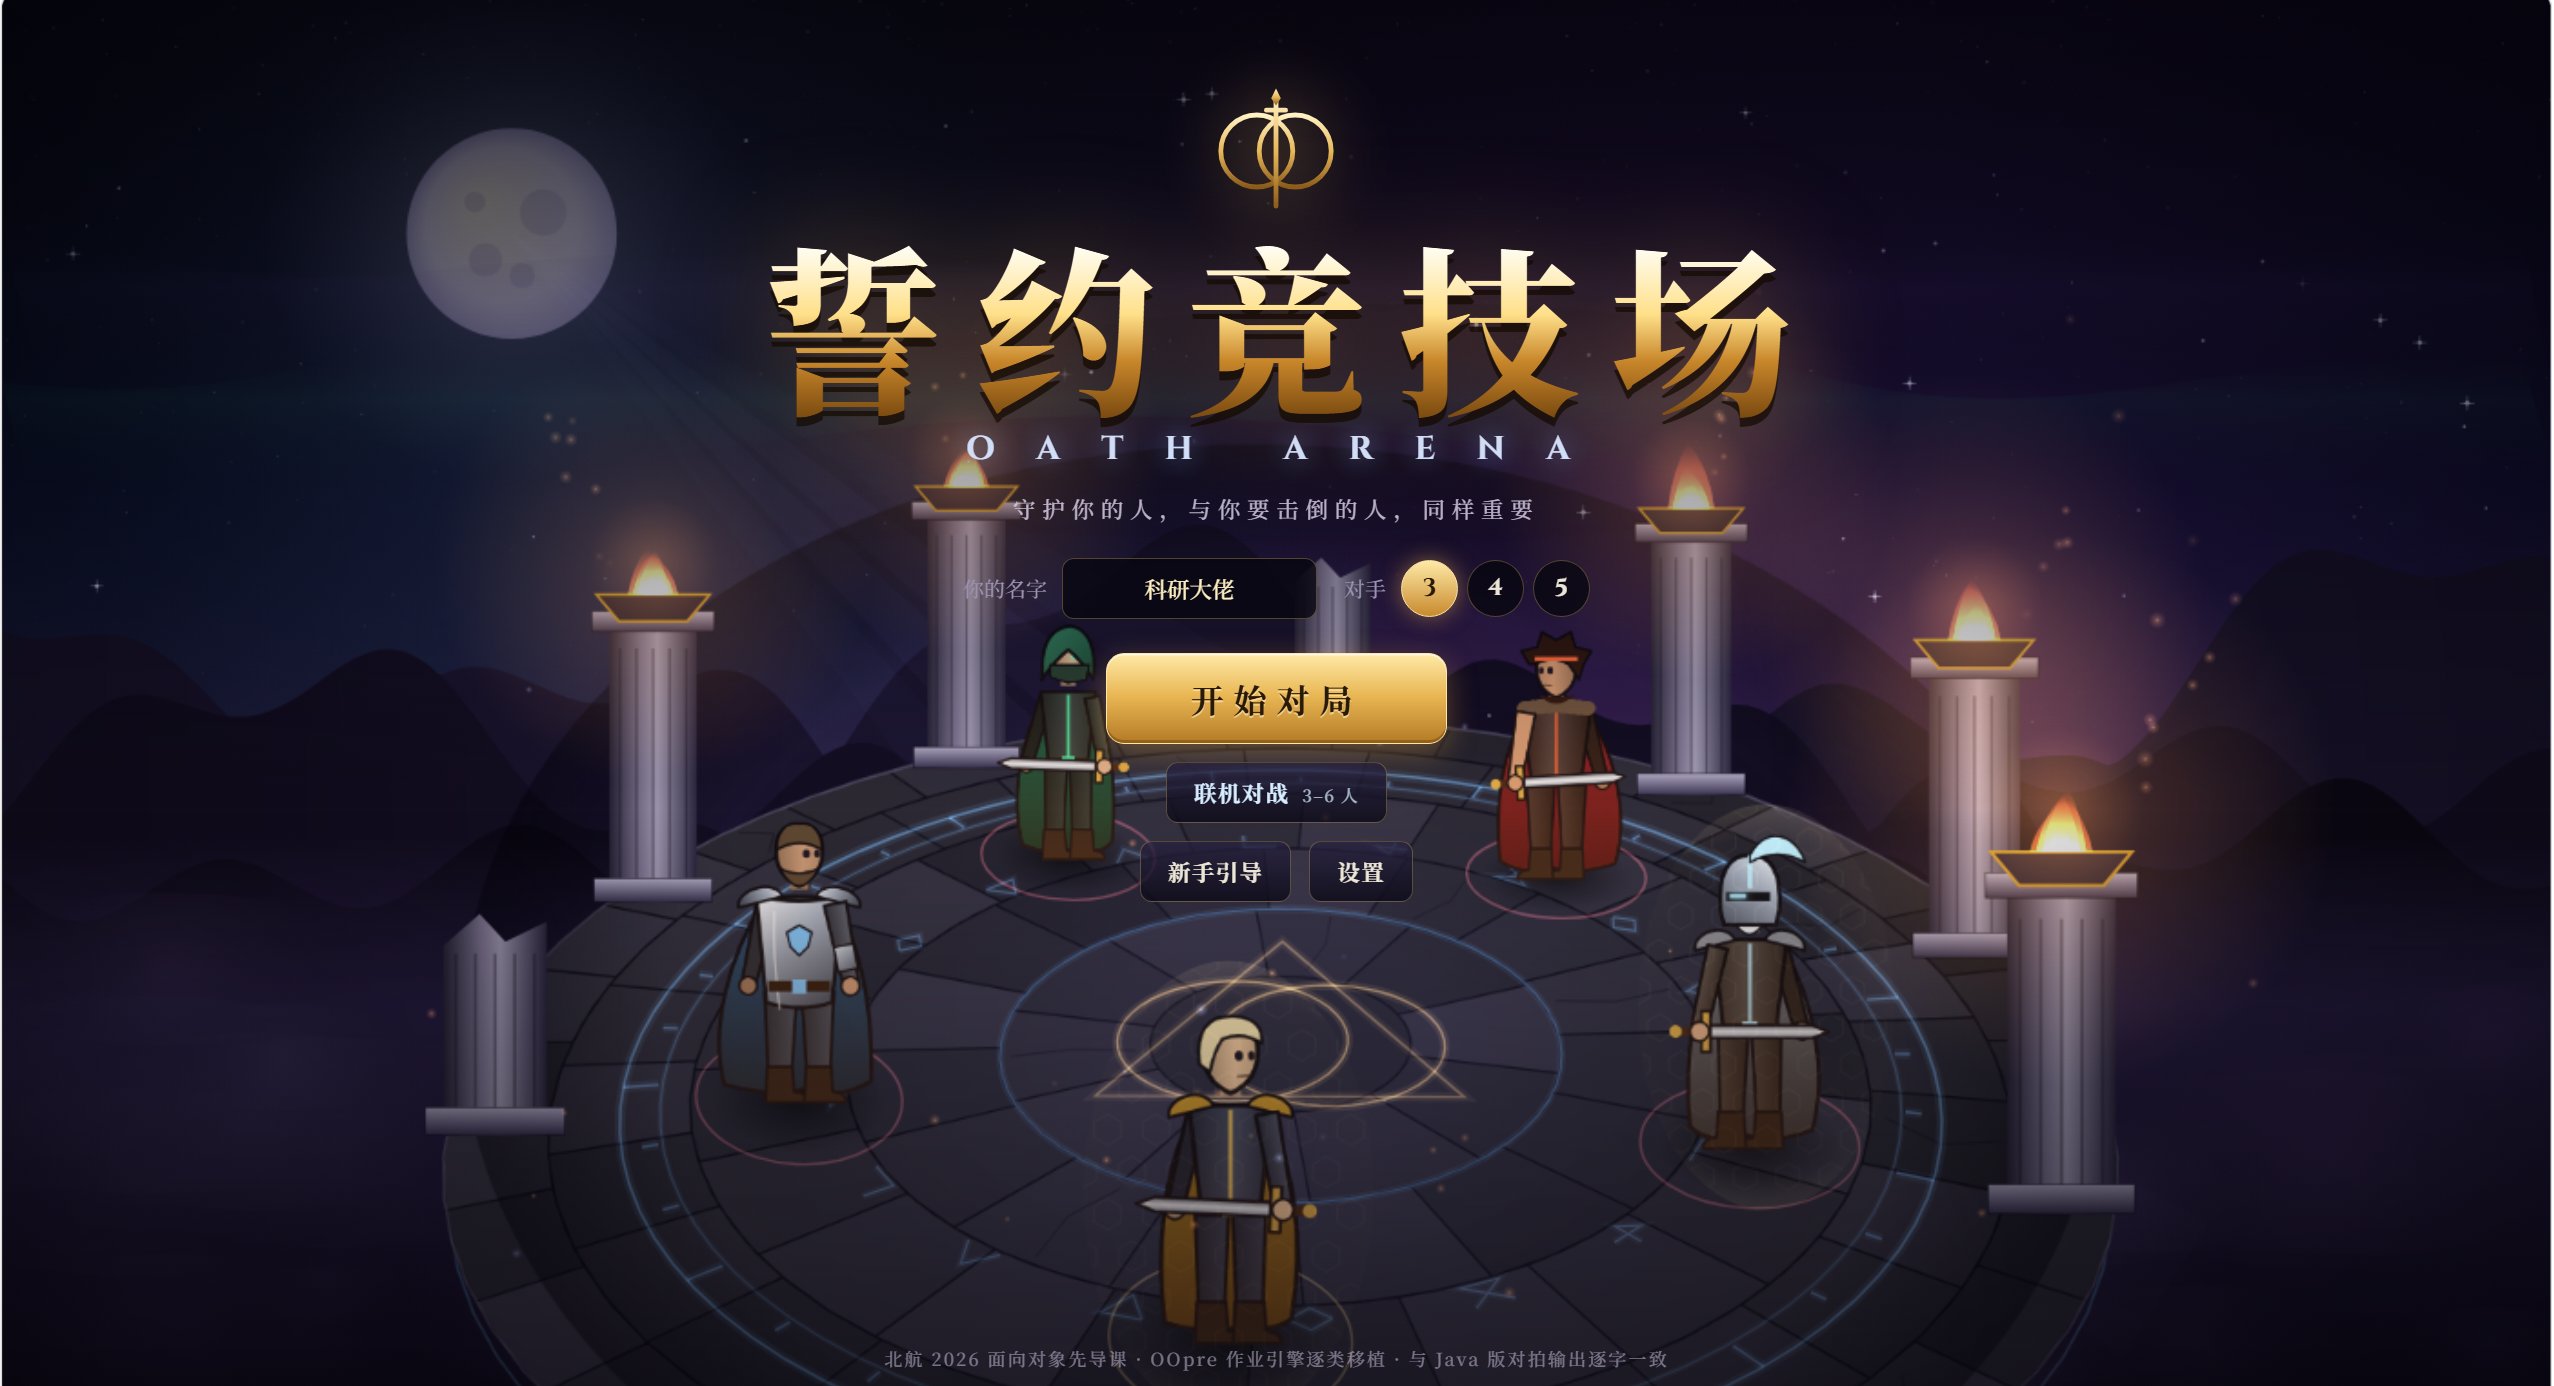 誓约竞技场
OATH ARENA
守护你的人，与你要击倒的人，同样重要
你的名字 科研大佬 对手 3 4 5
开始对局
联机对战 3–6 人
新手引导 设置
北航 2026 面向对象先导课 · OOpre 作业引擎逐类移植 · 与 Java 版对拍输出逐字一致